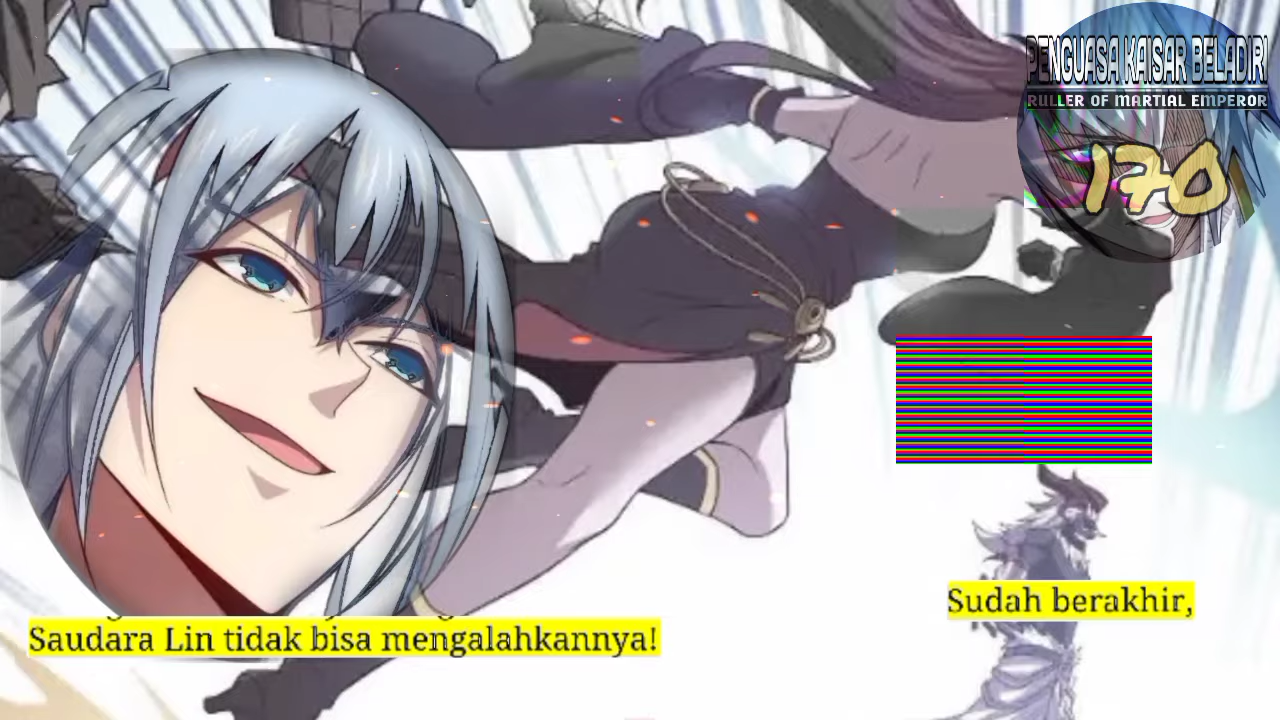 PENGUASA KAISAR BELADIRI
RULLER OF MARTIAL EMPEROR
170
Sudah berakhir,
Saudara Lin tidak bisa mengalahkannya!